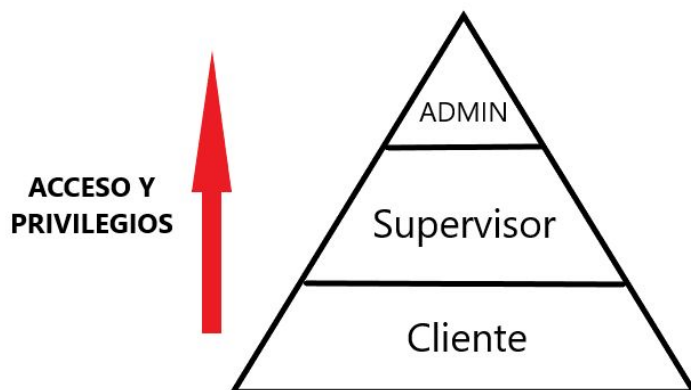 ACCESO Y
PRIVILEGIOS
ADMIN
Supervisor
Cliente